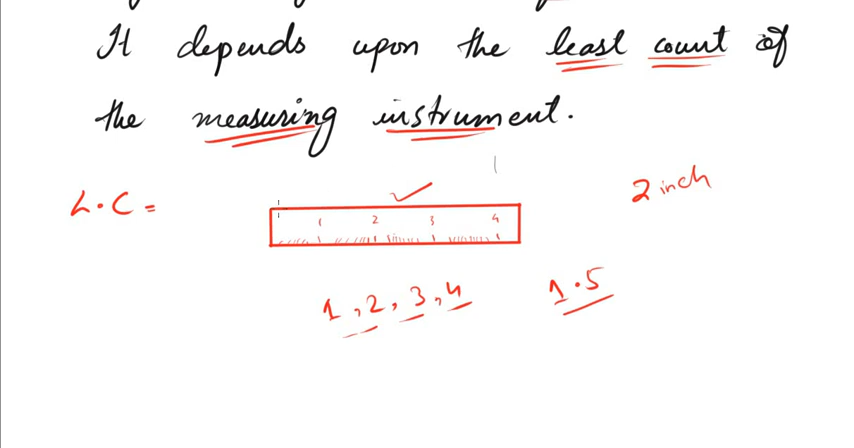 It depends upon the least count of
the measuring instrument.
L.C =
1 2 3 4
2 inch
1, 2, 3, 4
1.5